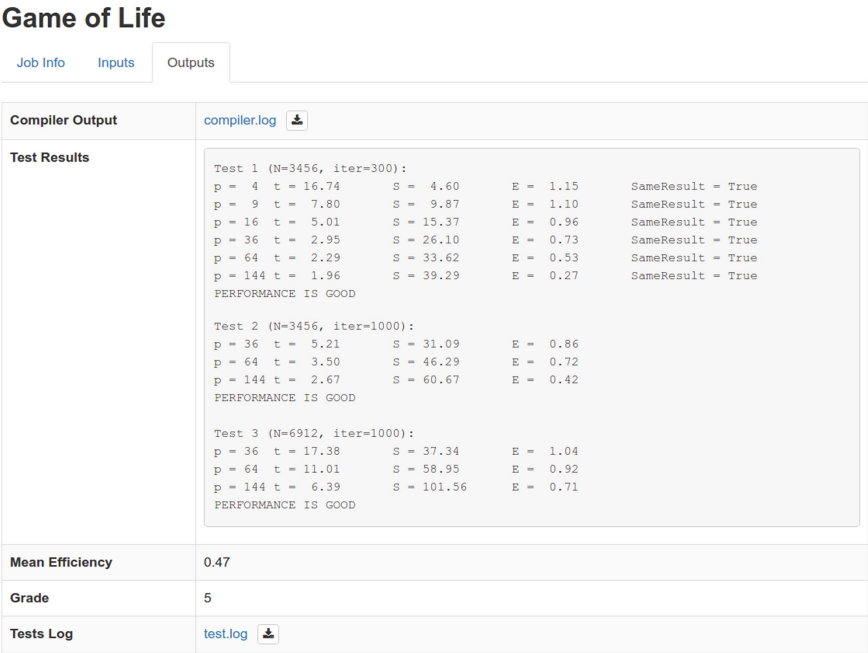 Game of Life
Job Info Inputs Outputs
Compiler Output compiler.log
Test Results
Test 1 (N=3456, iter=300):
p =   4  t = 16.74       S =  4.60       E =  1.15       SameResult = True
p =   9  t =  7.80       S =  9.87       E =  1.10       SameResult = True
p =  16  t =  5.01       S = 15.37       E =  0.96       SameResult = True
p =  36  t =  2.95       S = 26.10       E =  0.73       SameResult = True
p =  64  t =  2.29       S = 33.62       E =  0.53       SameResult = True
p = 144 t =  1.96       S = 39.29       E =  0.27       SameResult = True
PERFORMANCE IS GOOD
Test 2 (N=3456, iter=1000):
p =  36  t =  5.21       S = 31.09       E =  0.86
p =  64  t =  3.50       S = 46.29       E =  0.72
p = 144 t =  2.67       S = 60.67       E =  0.42
PERFORMANCE IS GOOD
Test 3 (N=6912, iter=1000):
p =  36  t = 17.38       S = 37.34       E =  1.04
p =  64  t = 11.01       S = 58.95       E =  0.92
p = 144 t =  6.39       S = 101.56      E =  0.71
PERFORMANCE IS GOOD
Mean Efficiency 0.47
Grade 5
Tests Log test.log